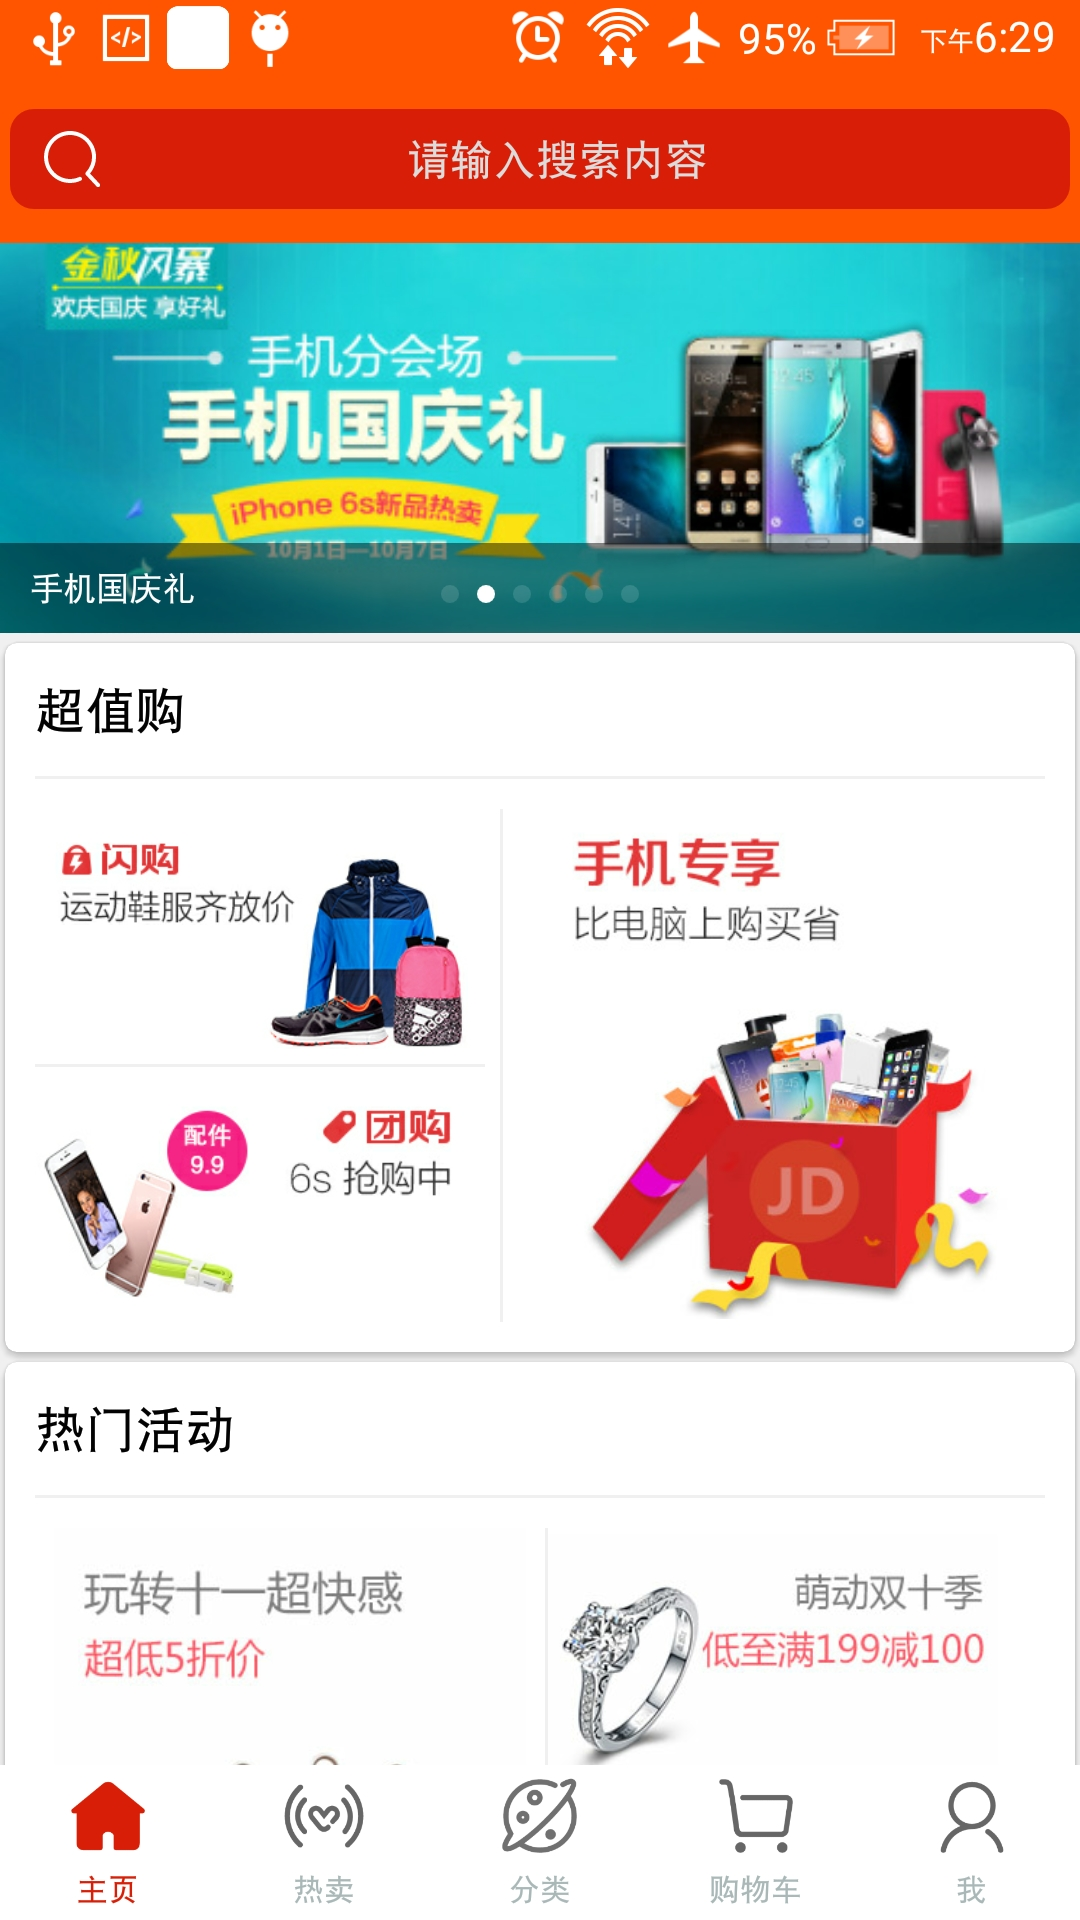 95% 下午6:29
请输入搜索内容
金秋风暴
欢庆国庆 享好礼
手机分会场
手机国庆礼
iPhone 6s新品热卖
10月1日—10月7日
手机国庆礼
超值购
闪购
运动鞋服齐放价
adidas
手机专享
比电脑上购买省
JD
团购
6s 抢购中
配件
9.9
热门活动
玩转十一超快感
超低5折价
萌动双十季
低至满199减100
主页
热卖
分类
购物车
我